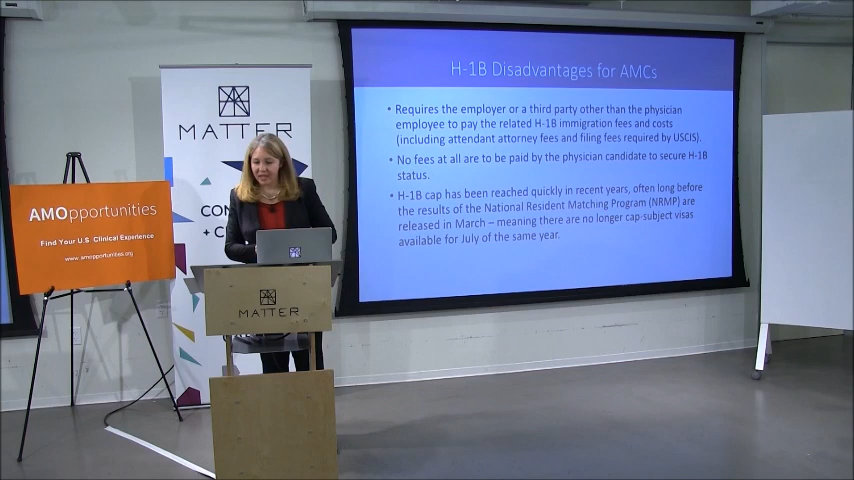 H-1B Disadvantages for AMCs
• Requires the employer or a third party other than the physician
employee to pay the related H-1B immigration fees and costs
(including attendant attorney fees and filing fees required by USCIS).
• No fees at all are to be paid by the physician candidate to secure H-1B
status.
• H-1B cap has been reached quickly in recent years, often long before
the results of the National Resident Matching Program (NRMP) are
released in March – meaning there are no longer cap-subject visas
available for July of the same year.
MATTER
CON
+ C
AMOpportunities
Find Your U.S. Clinical Experience
www.amopportunities.org
MATTER